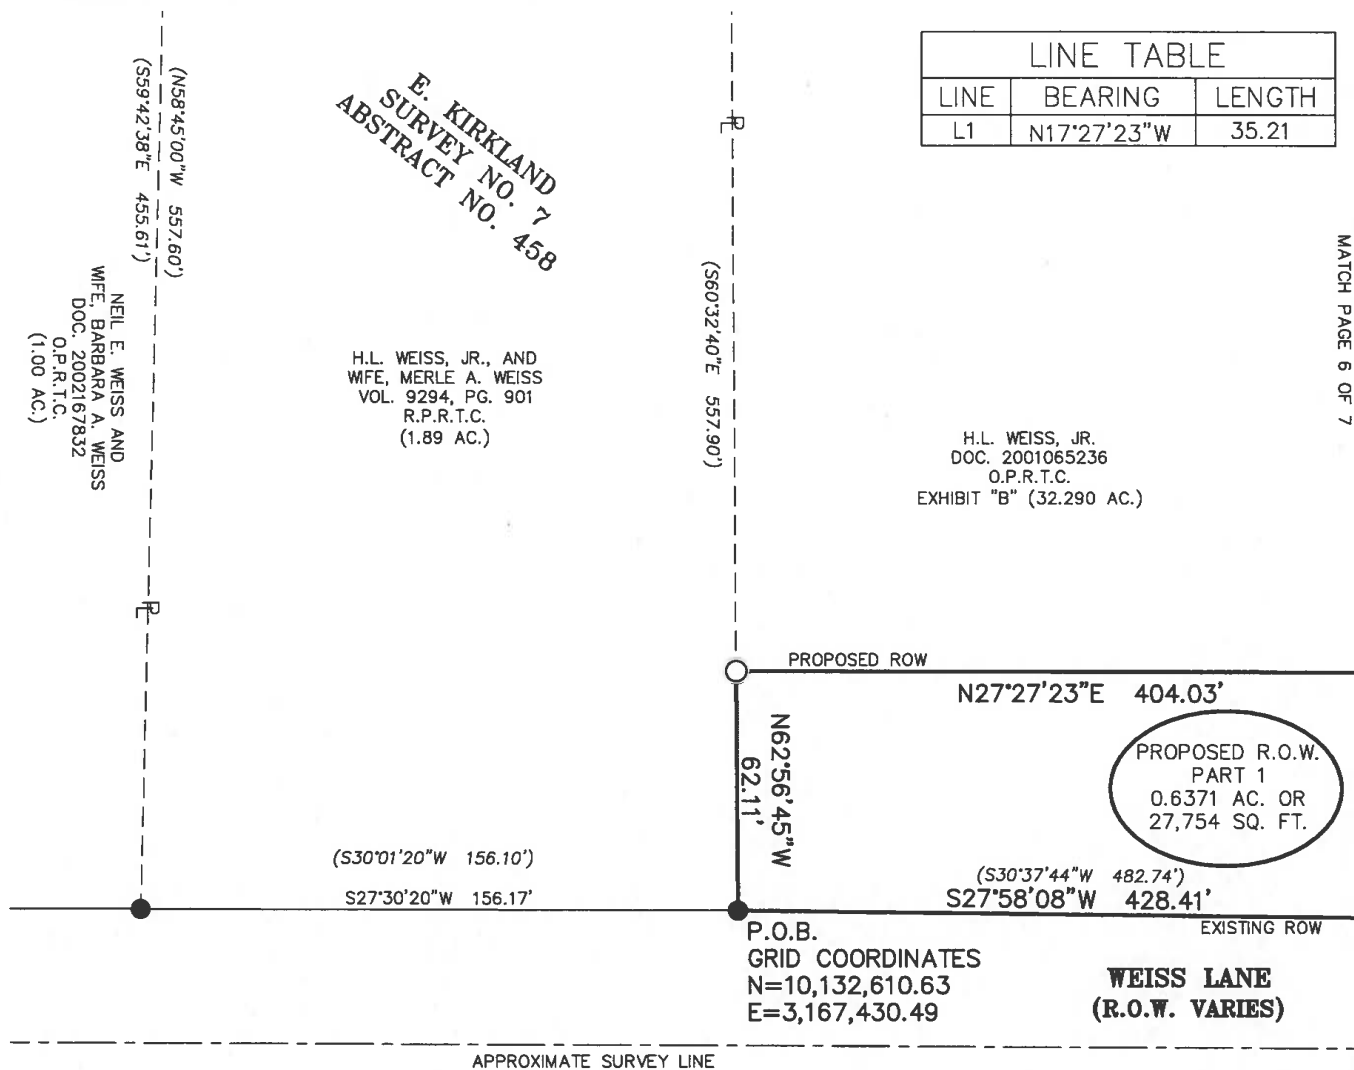 LINE TABLE
LINE BEARING LENGTH
L1 N17°27'23"W 35.21
(N58°45'00"W 557.60')
(S59°42'38"E 455.61')
E. KIRKLAND
SURVEY NO. 7
ABSTRACT NO. 458
PL
(S60°32'40"E 557.90')
MATCH PAGE 6 OF 7
NEIL E. WEISS AND
WIFE, BARBARA A. WEISS
DOC. 2002167832
O.P.R.T.C.
(1.00 AC.)
H.L. WEISS, JR., AND
WIFE, MERLE A. WEISS
VOL. 9294, PG. 901
R.P.R.T.C.
(1.89 AC.)
H.L. WEISS, JR.
DOC. 2001065236
O.P.R.T.C.
EXHIBIT "B" (32.290 AC.)
PL
PROPOSED ROW
N27°27'23"E 404.03'
N62°56'45"W
62.11'
PROPOSED R.O.W.
PART 1
0.6371 AC. OR
27,754 SQ. FT.
(S30°01'20"W 156.10')
S27°30'20"W 156.17'
(S30°37'44"W 482.74')
S27°58'08"W 428.41'
EXISTING ROW
P.O.B.
GRID COORDINATES
N=10,132,610.63
E=3,167,430.49
WEISS LANE
(R.O.W. VARIES)
APPROXIMATE SURVEY LINE